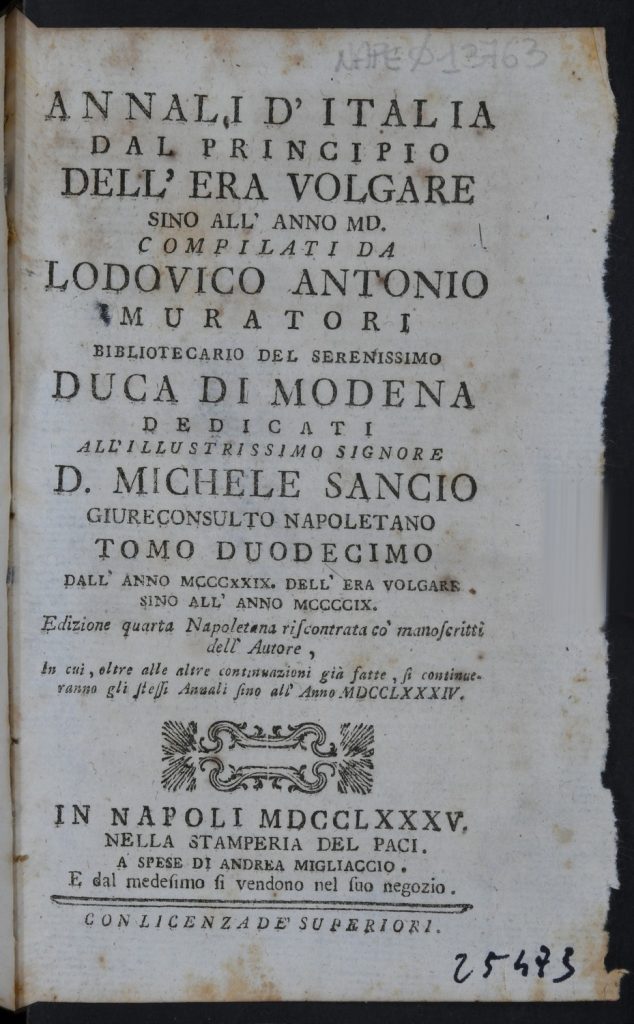 NAPE Ø13763
ANNALI D' ITALIA
DAL PRINCIPIO
DELL' ERA VOLGARE
SINO ALL' ANNO MD.
COMPILATI DA
LODOVICO ANTONIO
MURATORI
BIBLIOTECARIO DEL SERENISSIMO
DUCA DI MODENA
DEDICATI
ALL'ILLUSTRISSIMO SIGNORE
D. MICHELE SANCIO
GIURECONSULTO NAPOLETANO
TOMO DUODECIMO
DALL' ANNO MCCCXXIX. DELL' ERA VOLGARE
SINO ALL' ANNO MCCCCIX.
Edizione quarta Napoletana riſcontrata co' manoſcritti
dell' Autore,
In cui, oltre alle altre continuazioni già fatte, ſi continue-
ranno gli ſteſſi Annali ſino all' Anno MDCCLXXXIV.
IN NAPOLI MDCCLXXXV.
NELLA STAMPERIA DEL PACI.
A SPESE DI ANDREA MIGLIACCIO.
E dal medeſimo ſi vendono nel ſuo negozio.
CON LICENZA DE' SUPERIORI.
25473